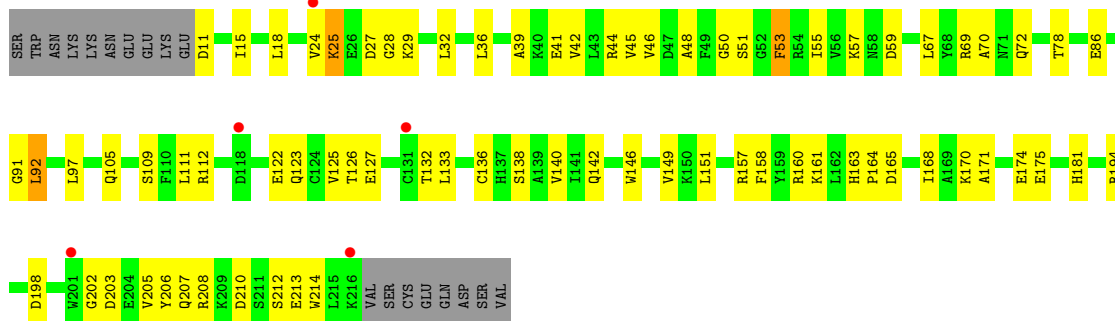 SER TRP ASN LYS LYS ASN GLU GLU LYS GLU D11 I15 L18 V24 K25 E26 D27 G28 K29 L32 L36 A39 K40 E41 V42 L43 R44 V45 V46 D47 A48 F49 G50 S51 G52 F53 R54 I55 V56 K57 N58 D59 L67 Y68 R69 A70 N71 Q72 T78 E86
G91 L92 L97 Q105 S109 F110 L111 R112 D118 E122 Q123 C124 V125 T126 E127 C131 T132 L133 C136 H137 S138 A139 V140 I141 Q142 W146 V149 K150 L151 R157 F158 Y159 R160 K161 L162 H163 P164 D165 I168 A169 K170 A171 E174 E175 H181
D198 W201 G202 D203 E204 V205 Y206 Q207 R208 K209 D210 S211 S212 E213 W214 L215 K216 VAL SER CYS GLU GLN ASP SER VAL